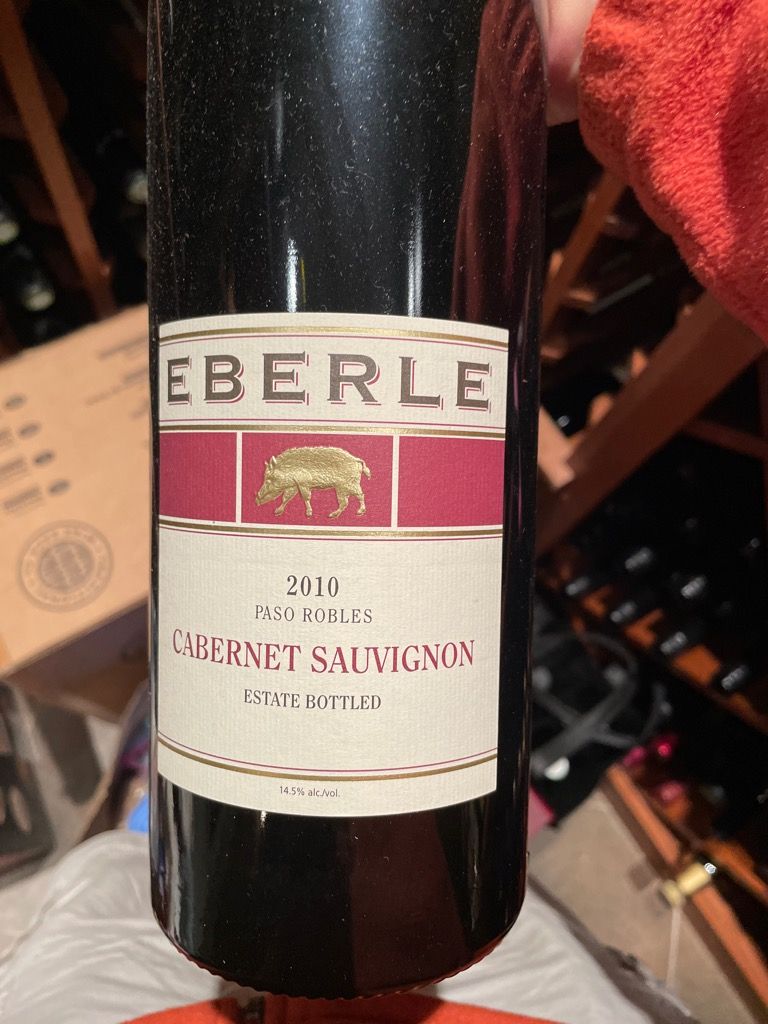 EBERLE
2010
PASO ROBLES
CABERNET SAUVIGNON
ESTATE BOTTLED
14.5% alc./vol.